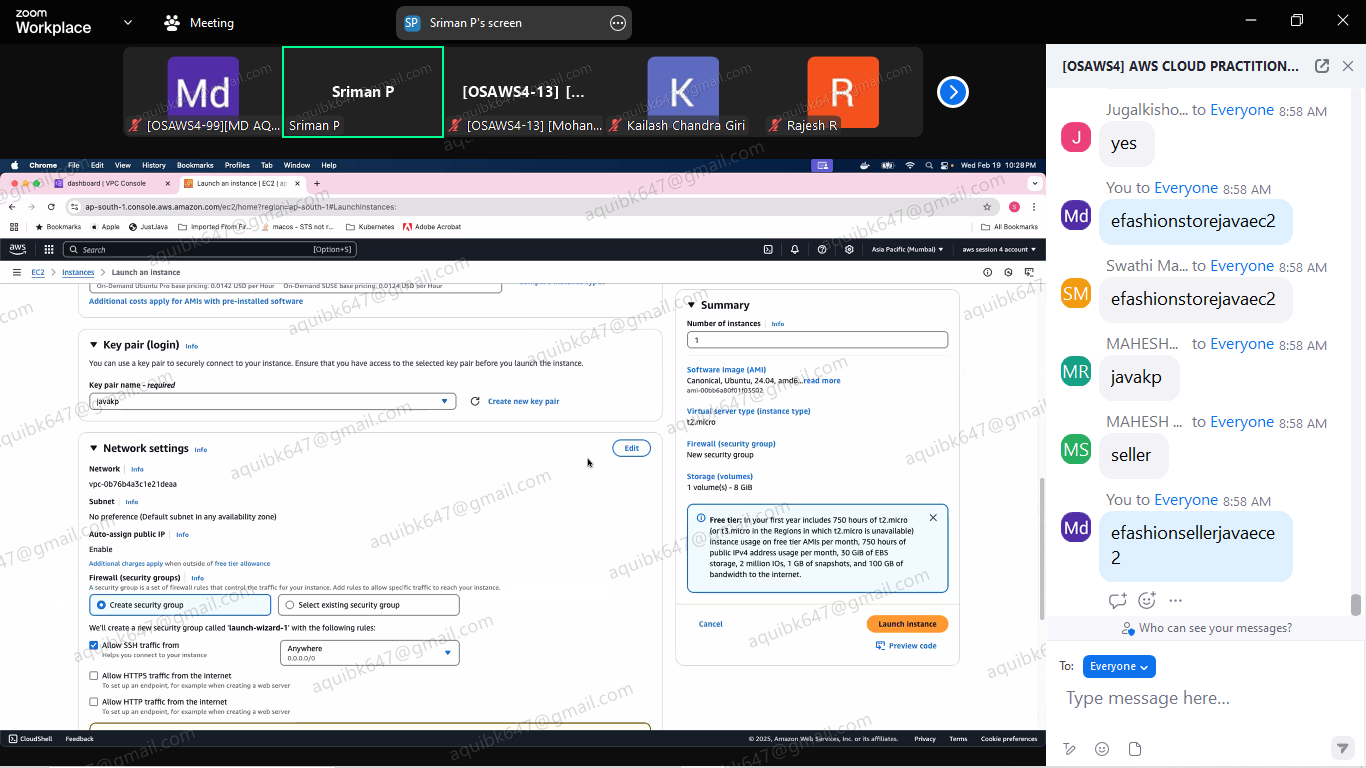 zoom
Workplace
Meeting
SP
Sriman P's screen
Md
[OSAWS4-99][MD AQ...
Sriman P
Sriman P
[OSAWS4-13] [...
[OSAWS4-13] [Mohan...
K
Kailash Chandra Giri
R
Rajesh R
Chrome File Edit View History Bookmarks Profiles Tab Window Help
Wed Feb 19 10:28PM
dashboard | VPC Console
Launch an instance | EC2 | ap
ap-south-1.console.aws.amazon.com/ec2/home?region=ap-south-1#LaunchInstances:
Bookmarks
Apple
JustJava
Imported From Fir...
macos - STS not r...
Kubernetes
Adobe Acrobat
All Bookmarks
aws
Search
[Option+S]
Asia Pacific (Mumbai)
aws session 4 account
EC2 > Instances > Launch an instance
On-Demand Ubuntu Pro base pricing: 0.0142 USD per Hour On-Demand SUSE base pricing: 0.0124 USD per Hour
Additional costs apply for AMIs with pre-installed software
Key pair (login) Info
You can use a key pair to securely connect to your instance. Ensure that you have access to the selected key pair before you launch the instance.
Key pair name - required
javakp
Create new key pair
Network settings Info
Edit
Network Info
vpc-0b76b4a3c1e21deaa
Subnet Info
No preference (Default subnet in any availability zone)
Auto-assign public IP Info
Enable
Additional charges apply when outside of free tier allowance
Firewall (security groups) Info
A security group is a set of firewall rules that control the traffic for your instance. Add rules to allow specific traffic to reach your instance.
Create security group
Select existing security group
We'll create a new security group called 'launch-wizard-1' with the following rules:
Allow SSH traffic from
Helps you connect to your instance
Anywhere
0.0.0.0/0
Allow HTTPS traffic from the internet
To set up an endpoint, for example when creating a web server
Allow HTTP traffic from the internet
To set up an endpoint, for example when creating a web server
Summary
Number of instances Info
1
Software Image (AMI)
Canonical, Ubuntu, 24.04, amd6...read more
ami-00bb6a80f01f03502
Virtual server type (instance type)
t2.micro
Firewall (security group)
New security group
Storage (volumes)
1 volume(s) - 8 GiB
Free tier: In your first year includes 750 hours of t2.micro
(or t3.micro in the Regions in which t2.micro is unavailable)
instance usage on free tier AMIs per month, 750 hours of
public IPv4 address usage per month, 30 GiB of EBS
storage, 2 million IOs, 1 GB of snapshots, and 100 GB of
bandwidth to the internet.
Cancel
Launch instance
Preview code
CloudShell
Feedback
© 2025, Amazon Web Services, Inc. or its affiliates.
Privacy
Terms
Cookie preferences
aquibk647@gmail.com
[OSAWS4] AWS CLOUD PRACTITION...
Jugalkisho... to Everyone 8:58 AM
J
yes
You to Everyone 8:58 AM
Md
efashionstorejavaec2
Swathi Ma... to Everyone 8:58 AM
SM
efashionstorejavaec2
MAHESH... to Everyone 8:58 AM
MR
javakp
MAHESH ... to Everyone 8:58 AM
MS
seller
You to Everyone 8:58 AM
Md
efashionsellerjavaece
2
Who can see your messages?
To: Everyone
Type message here...